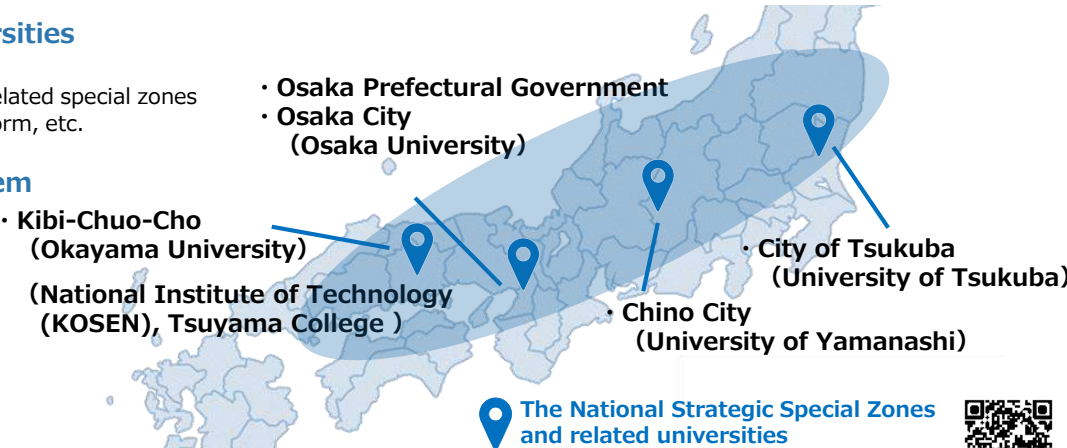 rsities
elated special zones
orm, etc.
em
・Osaka Prefectural Government
・Osaka City
（Osaka University）
・Kibi-Chuo-Cho
（Okayama University）
（National Institute of Technology
(KOSEN), Tsuyama College ）
・City of Tsukuba
（University of Tsukuba）
・Chino City
（University of Yamanashi）
The National Strategic Special Zones
and related universities